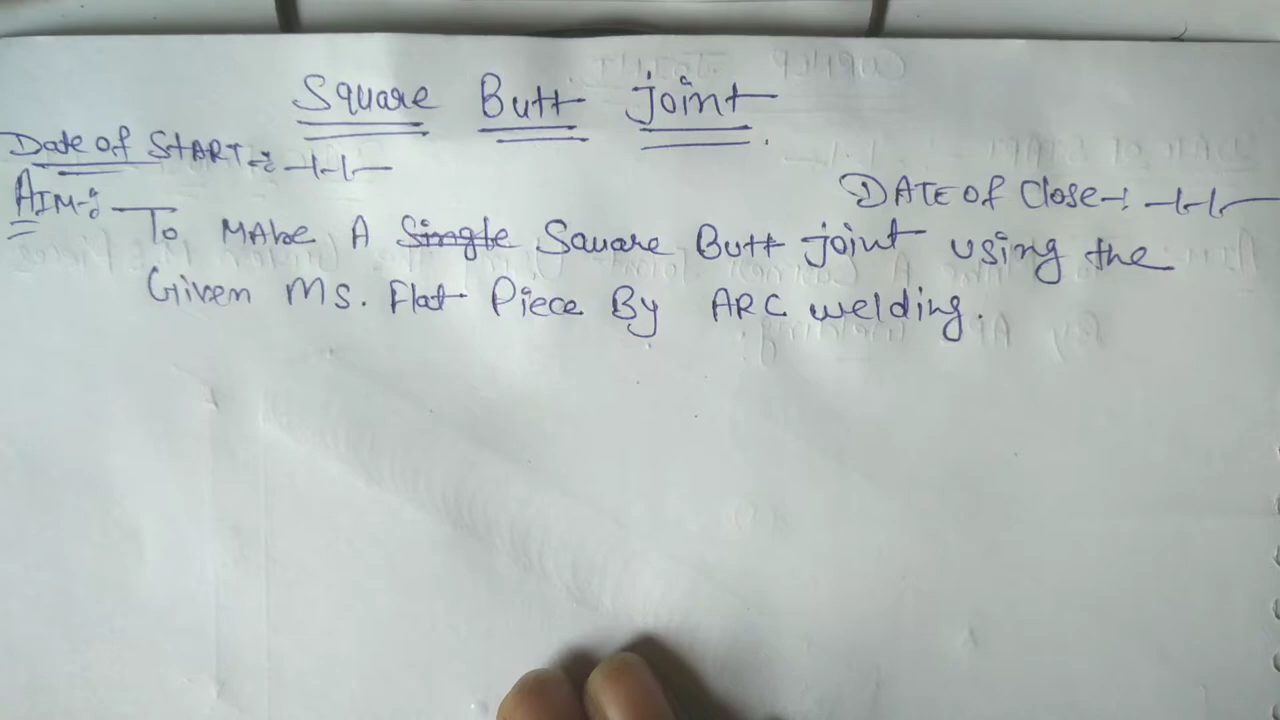 Square Butt joint.
Date of START-: -/-/-
DATE of Close-: -/-/-
AIM-: To MAke A Single Square Butt joint using the
Given MS. Flat Piece By ARC welding.